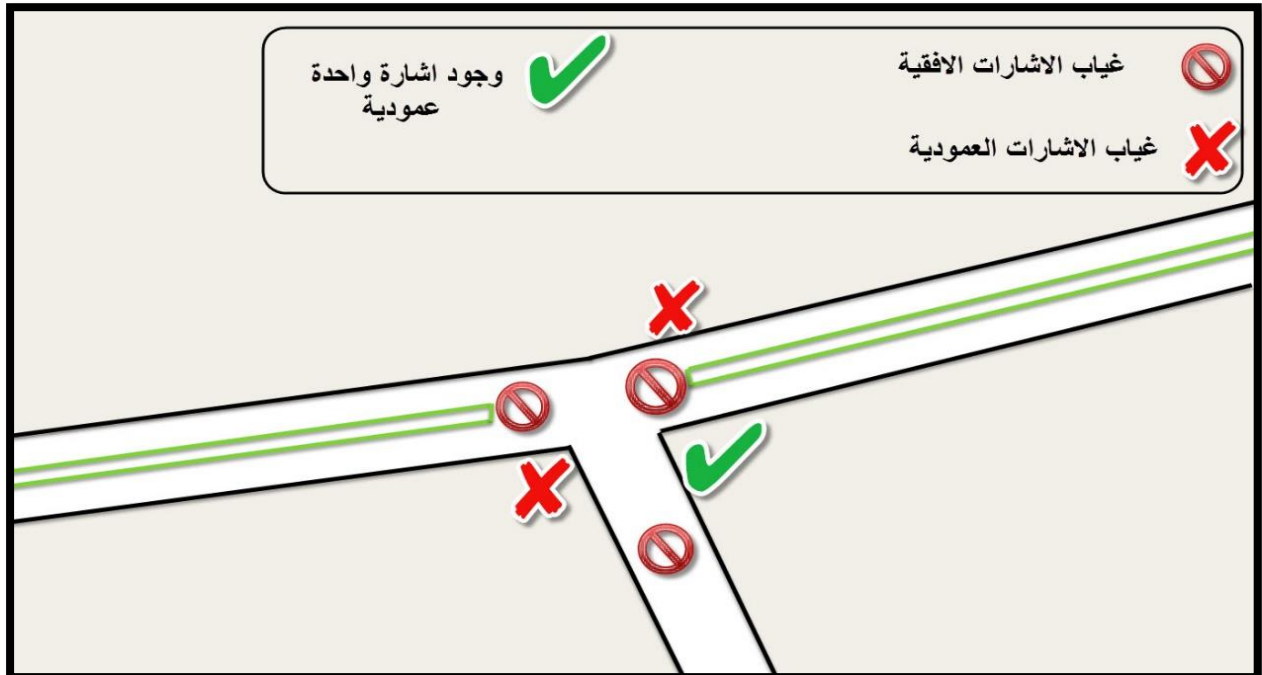 غياب الاشارات الافقية
غياب الاشارات العمودية
وجود اشارة واحدة
عمودية